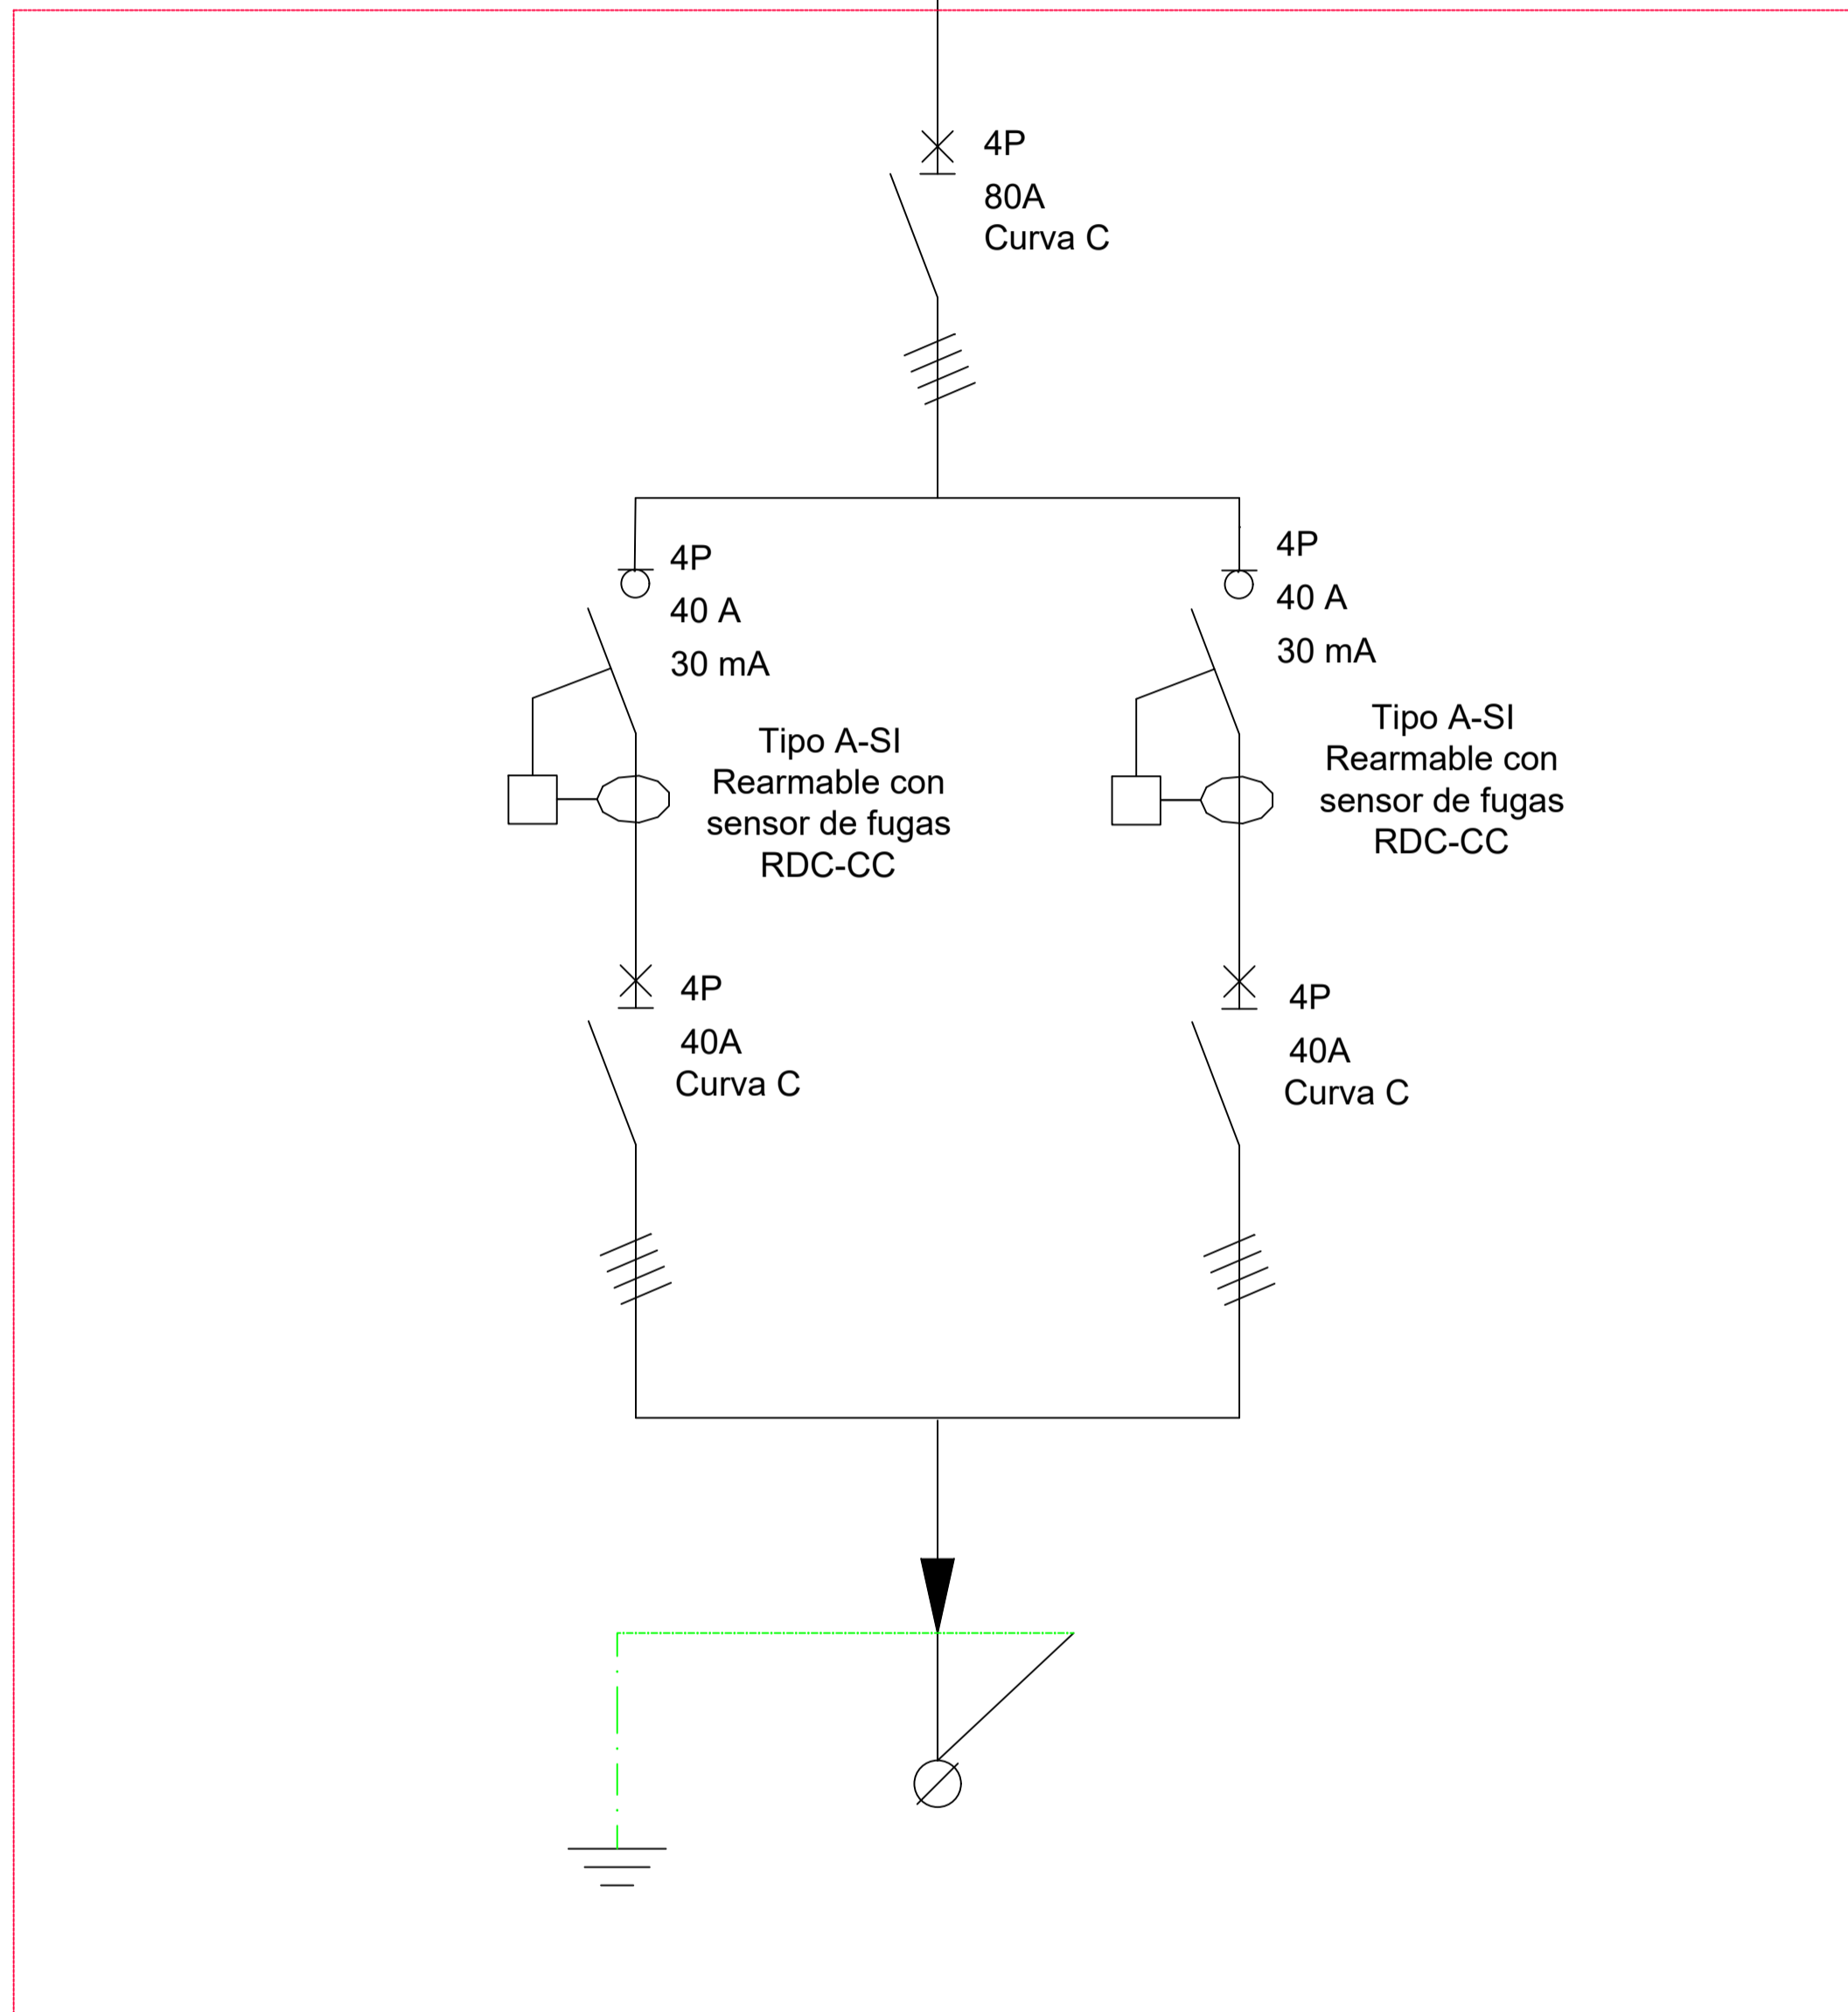 4P
80A
Curva C
4P
40 A
30 mA
Tipo A-SI
Rearmable con
sensor de fugas
RDC-CC
4P
40 A
30 mA
Tipo A-SI
Rearmable con
sensor de fugas
RDC-CC
4P
40A
Curva C
4P
40A
Curva C